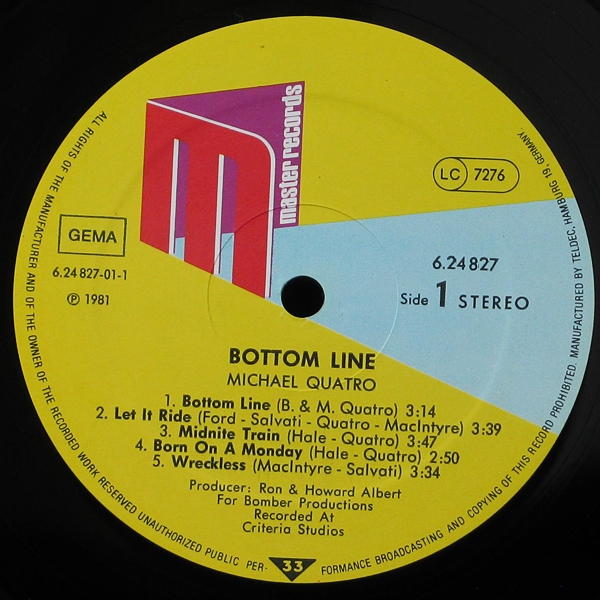 master records
LC 7276
GEMA
6.24 827-01-1
℗ 1981
6.24 827
Side 1 STEREO
BOTTOM LINE
MICHAEL QUATRO
1. Bottom Line (B. & M. Quatro) 3:14
2. Let It Ride (Ford - Salvati - Quatro - MacIntyre) 3:39
3. Midnite Train (Hale - Quatro) 3:47
4. Born On A Monday (Hale - Quatro) 2:50
5. Wreckless (MacIntyre - Salvati) 3:34
Producer: Ron & Howard Albert
For Bomber Productions
Recorded At
Criteria Studios
33
ALL RIGHTS OF THE MANUFACTURER AND OF THE OWNER OF THE RECORDED WORK RESERVED UNAUTHORIZED PUBLIC PER- FORMANCE BROADCASTING AND COPYING OF THIS RECORD PROHIBITED. MANUFACTURED BY TELDEC, HAMBURG 19, GERMANY